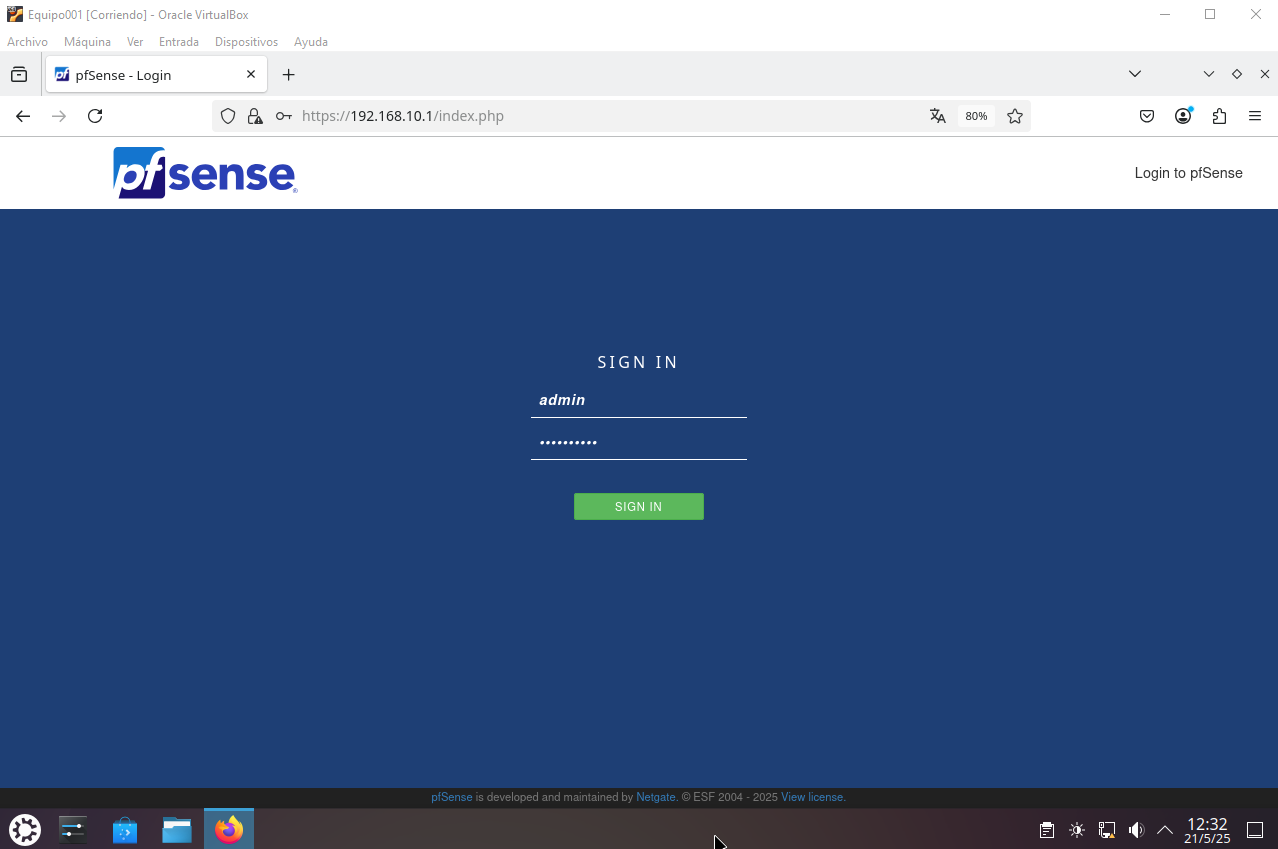 Equipo001 [Corriendo] - Oracle VirtualBox
Archivo Máquina Ver Entrada Dispositivos Ayuda
pfSense - Login
https://192.168.10.1/index.php
80%
pfsense®
Login to pfSense
SIGN IN
admin
••••••••••
SIGN IN
pfSense is developed and maintained by Netgate. © ESF 2004 - 2025 View license.
12:32
21/5/25